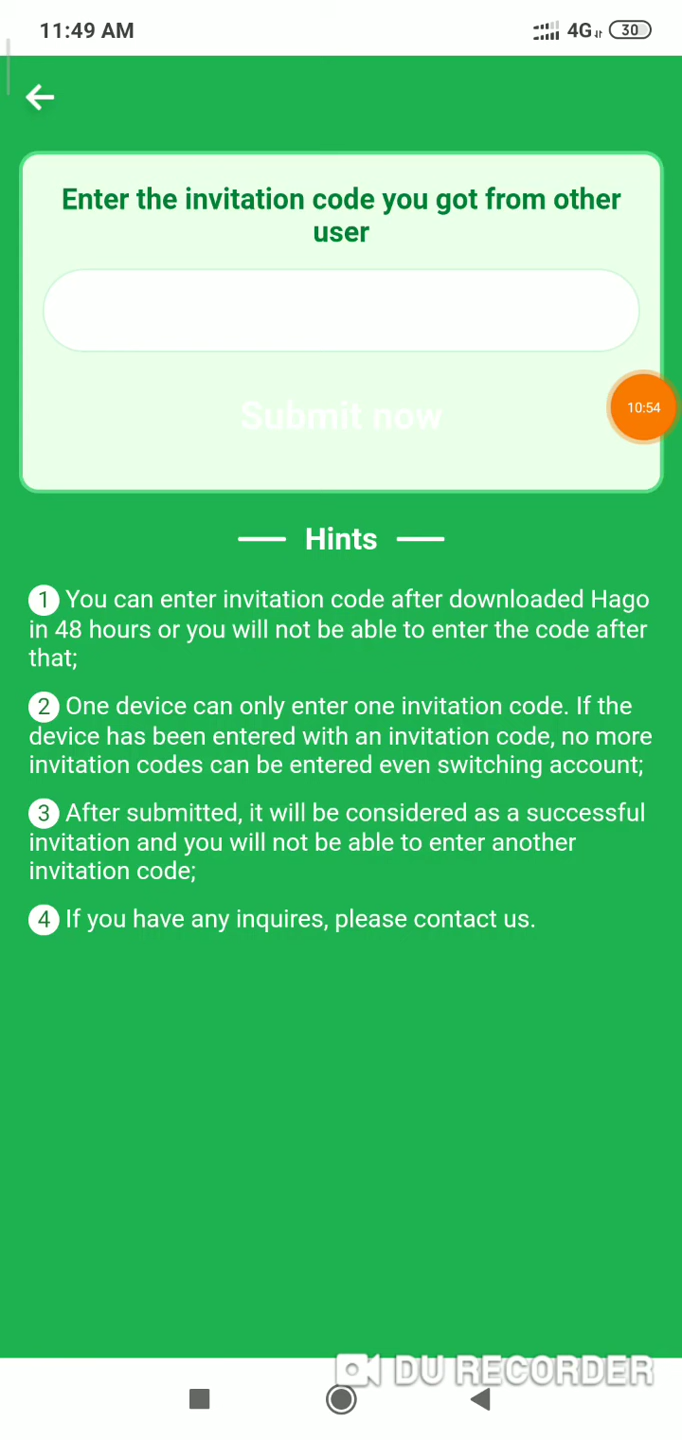 11:49 AM
4G
30
Enter the invitation code you got from other
user
Submit now
10:54
Hints
1 You can enter invitation code after downloaded Hago
in 48 hours or you will not be able to enter the code after
that;
2 One device can only enter one invitation code. If the
device has been entered with an invitation code, no more
invitation codes can be entered even switching account;
3 After submitted, it will be considered as a successful
invitation and you will not be able to enter another
invitation code;
4 If you have any inquires, please contact us.
DU RECORDER